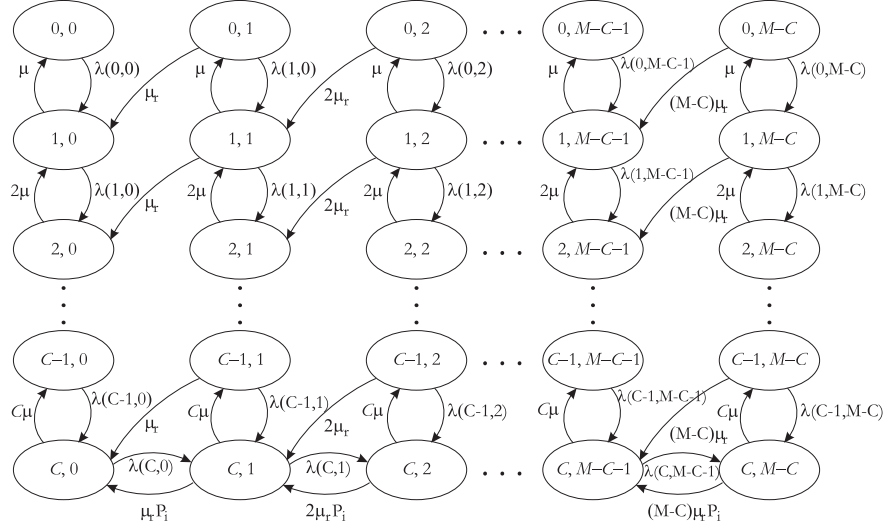 0, 0 0, 1 0, 2 . . . 0, M–C–1 0, M–C
μ λ(0,0) μ λ(1,0) μ λ(0,2) μ λ(0,M-C-1) μ λ(0,M-C)
μr 2μr (M-C)μr
1, 0 1, 1 1, 2 . . . 1, M–C–1 1, M–C
2μ λ(1,0) 2μ λ(1,1) 2μ λ(1,2) 2μ λ(1,M-C-1) 2μ λ(1,M-C)
μr 2μr (M-C)μr
2, 0 2, 1 2, 2 . . . 2, M–C–1 2, M–C
C–1, 0 C–1, 1 C–1, 2 . . . C–1, M–C–1 C–1, M–C
Cμ λ(C-1,0) Cμ λ(C-1,1) Cμ λ(C-1,2) Cμ λ(C-1,M-C-1) Cμ λ(C-1,M-C)
μr 2μr (M-C)μr
C, 0 λ(C,0) C, 1 λ(C,1) C, 2 . . . C, M–C–1 λ(C,M-C-1) C, M–C
μrPi 2μrPi (M-C)μrPi